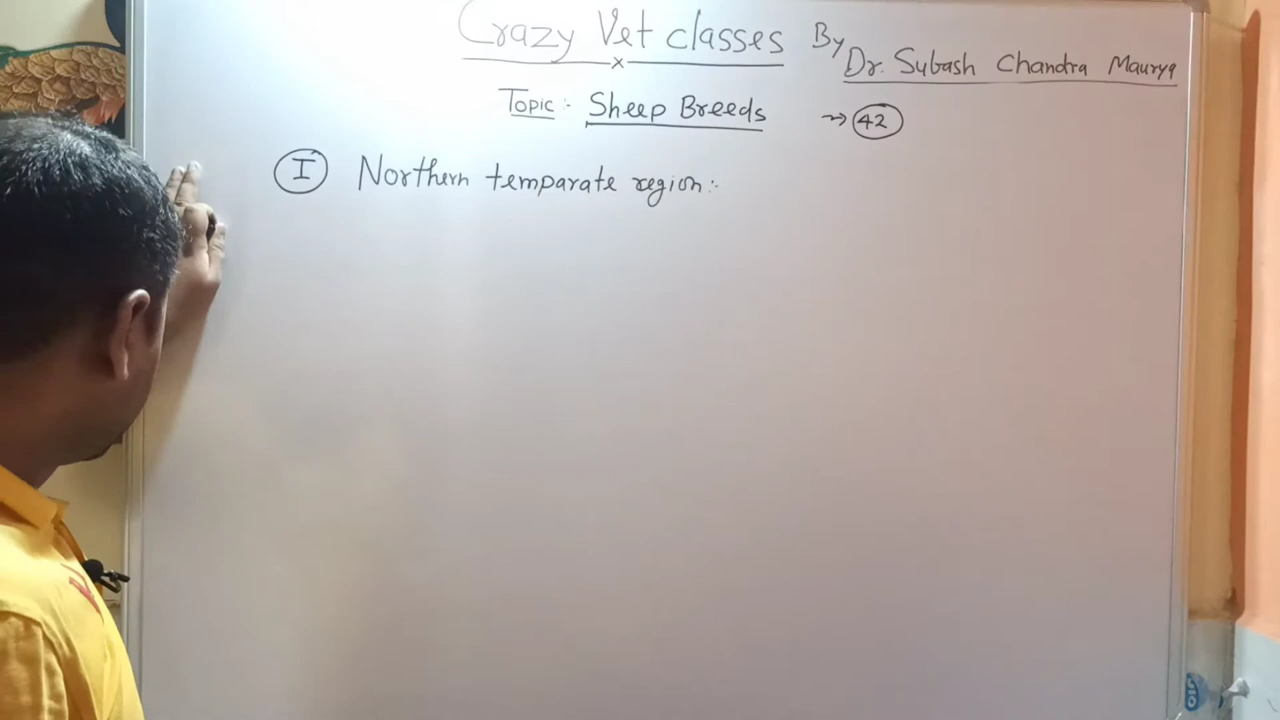 Crazy Vet classes By
Dr. Subash Chandra Maurya
Topic :- Sheep Breeds → 42
I Northern temparate region :-